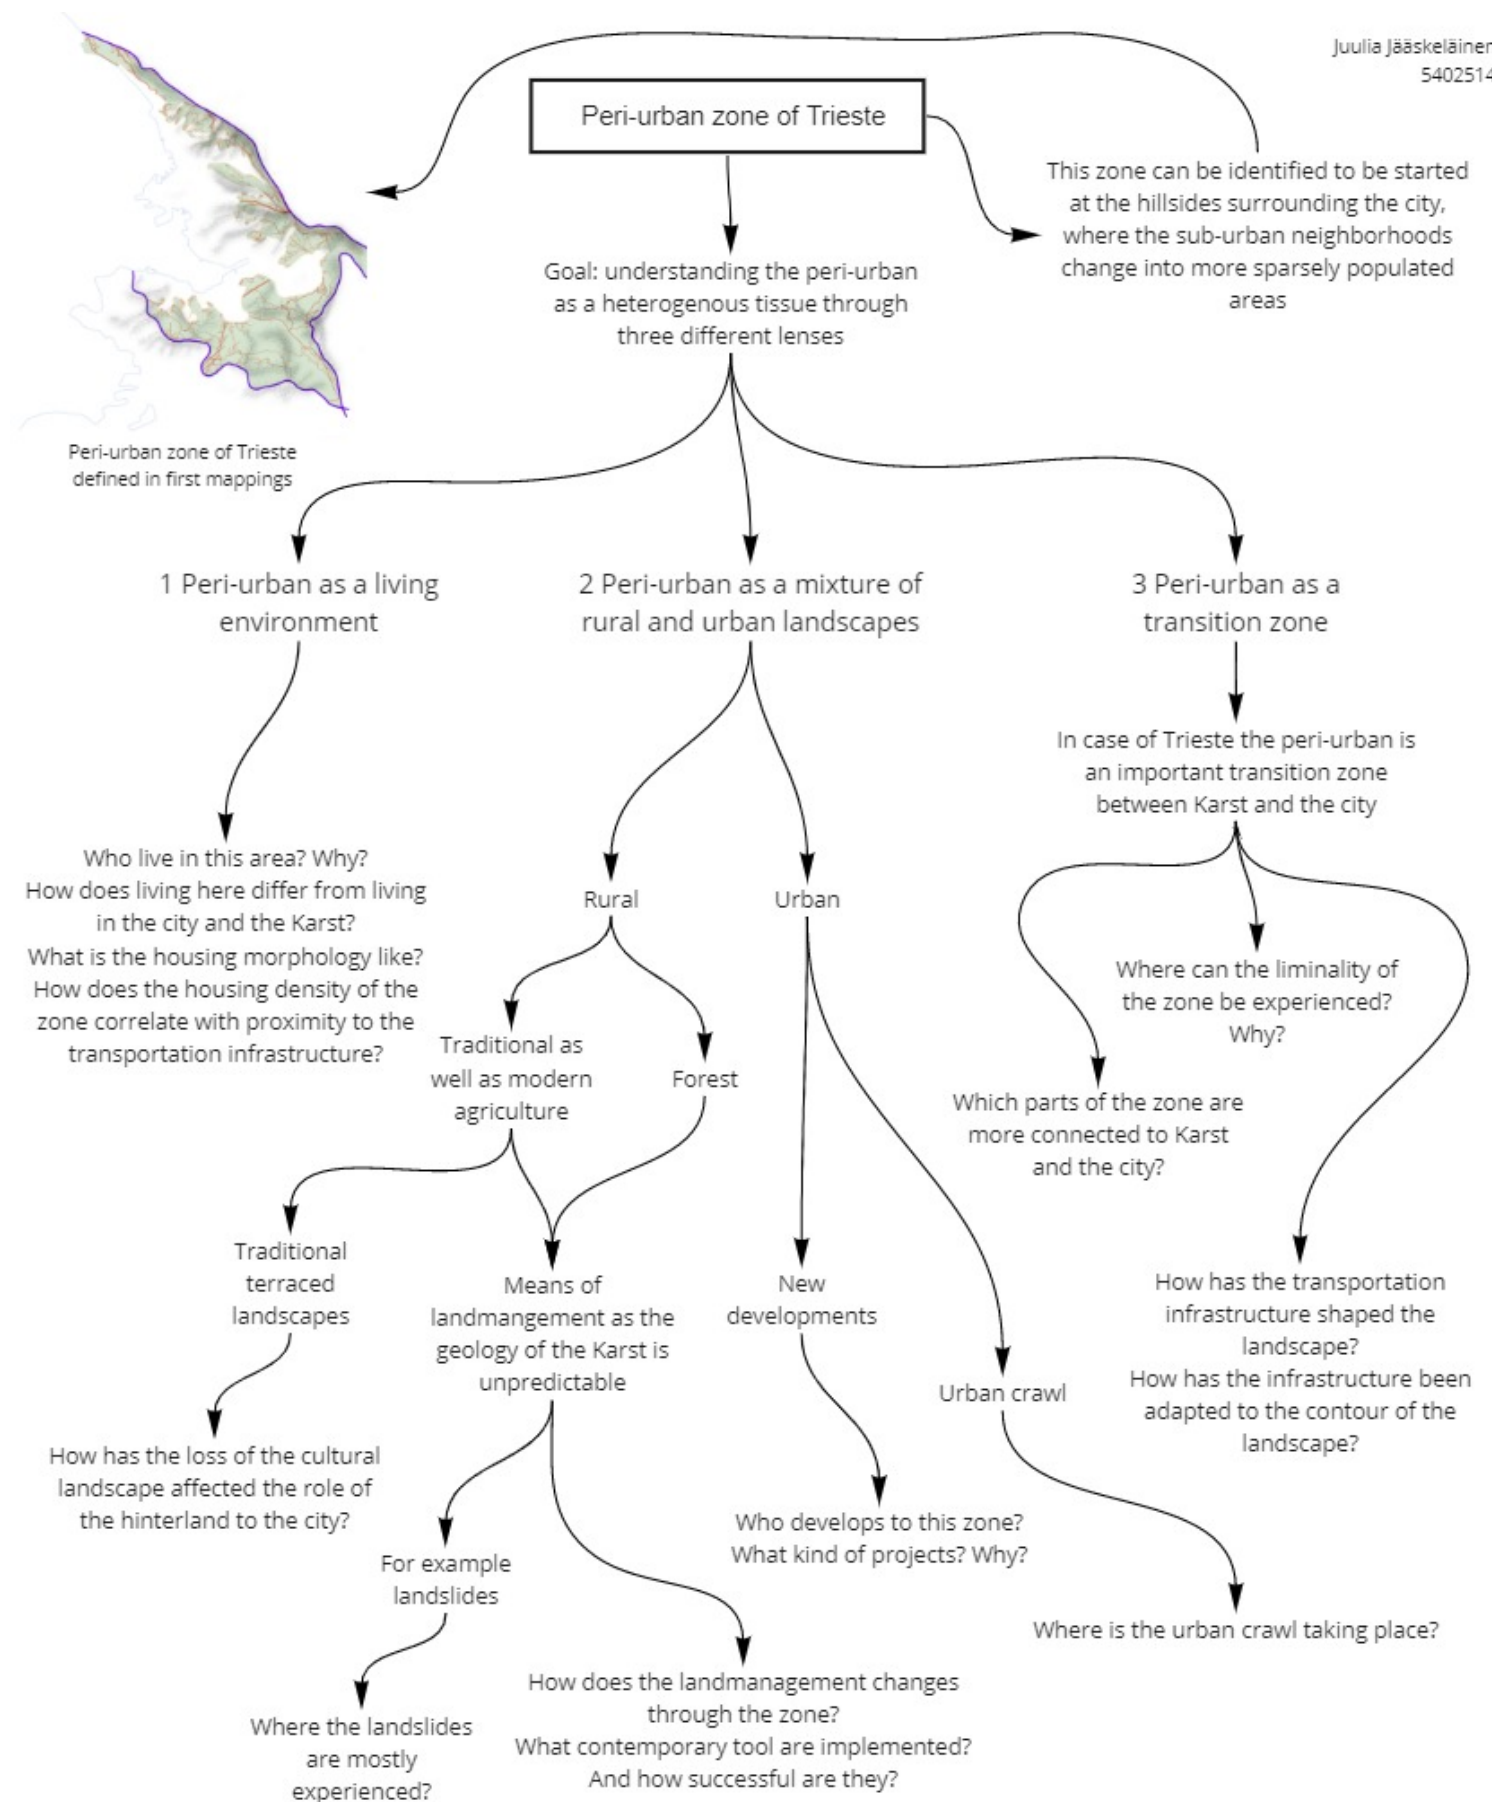 Juulia Jääskeläinen
5402514
Peri-urban zone of Trieste
This zone can be identified to be started
at the hillsides surrounding the city,
where the sub-urban neighborhoods
change into more sparsely populated
areas
Goal: understanding the peri-urban
as a heterogenous tissue through
three different lenses
Peri-urban zone of Trieste
defined in first mappings
1 Peri-urban as a living
environment
2 Peri-urban as a mixture of
rural and urban landscapes
3 Peri-urban as a
transition zone
In case of Trieste the peri-urban is
an important transition zone
between Karst and the city
Who live in this area? Why?
How does living here differ from living
in the city and the Karst?
What is the housing morphology like?
How does the housing density of the
zone correlate with proximity to the
transportation infrastructure?
Rural
Urban
Where can the liminality of
the zone be experienced?
Why?
Traditional as
well as modern
agriculture
Forest
Which parts of the zone are
more connected to Karst
and the city?
Traditional
terraced
landscapes
Means of
landmangement as the
geology of the Karst is
unpredictable
New
developments
How has the transportation
infrastructure shaped the
landscape?
How has the infrastructure been
adapted to the contour of the
landscape?
Urban crawl
How has the loss of the cultural
landscape affected the role of
the hinterland to the city?
Who develops to this zone?
What kind of projects? Why?
For example
landslides
Where is the urban crawl taking place?
How does the landmanagement changes
through the zone?
What contemporary tool are implemented?
And how successful are they?
Where the landslides
are mostly
experienced?